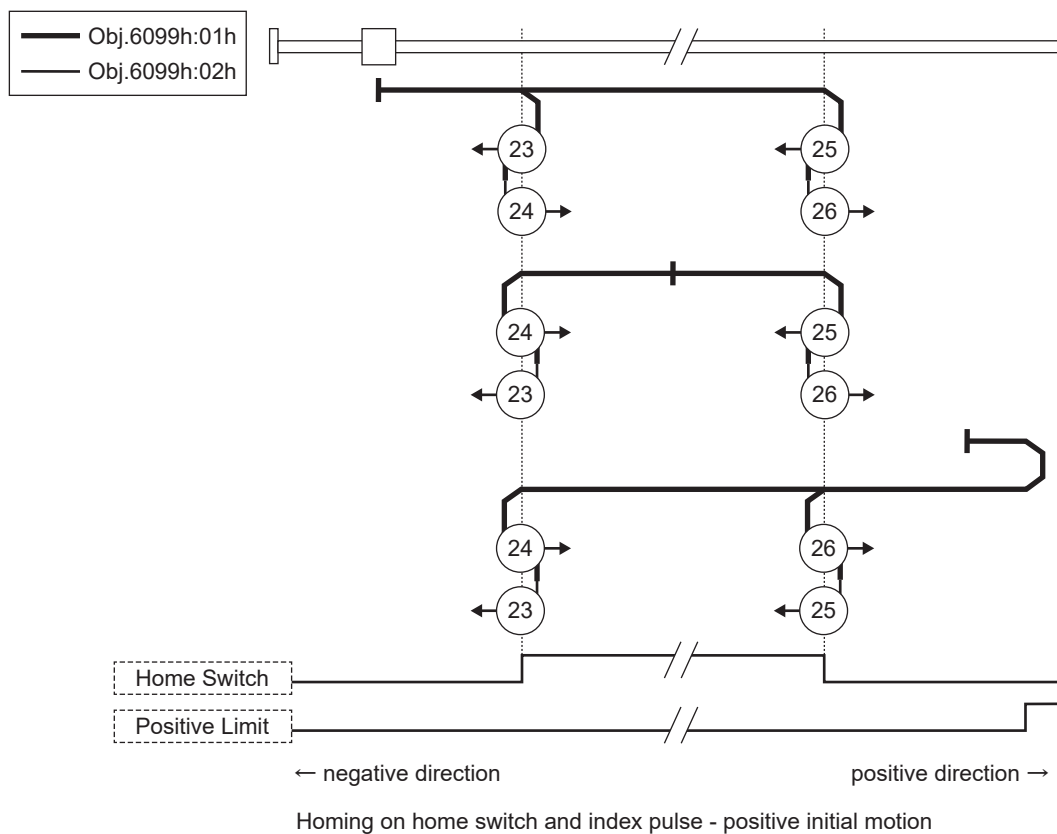 Obj.6099h:01h
Obj.6099h:02h
23
25
24
26
24
25
23
26
24
26
23
25
Home Switch
Positive Limit
← negative direction
positive direction →
Homing on home switch and index pulse - positive initial motion